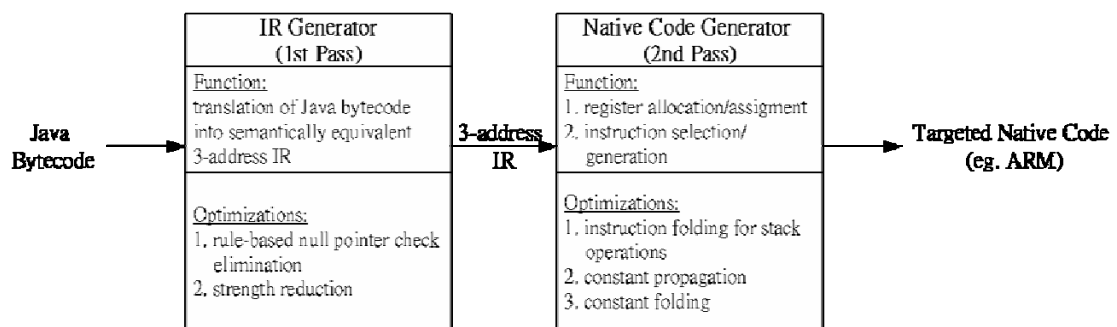 Java
Bytecode
IR Generator
(1st Pass)
Function:
translation of Java bytecode
into semantically equivalent
3-address IR
Optimizations:
1. rule-based null pointer check
elimination
2. strength reduction
3-address
IR
Native Code Generator
(2nd Pass)
Function:
1. register allocation/assigment
2. instruction selection/
generation
Optimizations:
1. instruction folding for stack
operations
2. constant propagation
3. constant folding
Targeted Native Code
(eg. ARM)